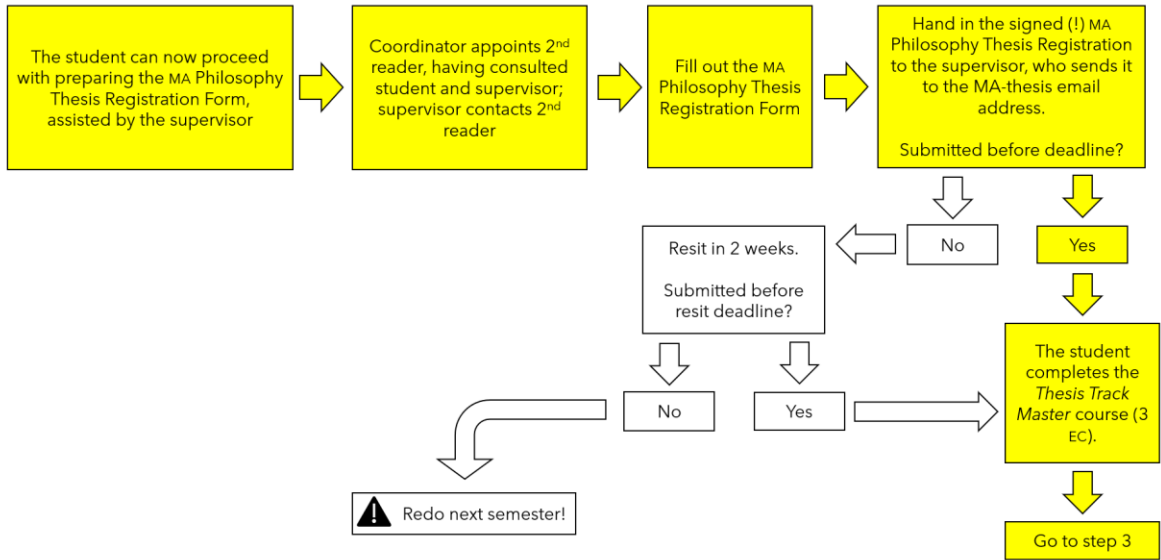 The student can now proceed
with preparing the MA Philosophy
Thesis Registration Form,
assisted by the supervisor
Coordinator appoints 2nd
reader, having consulted
student and supervisor;
supervisor contacts 2nd
reader
Fill out the MA
Philosophy Thesis
Registration Form
Hand in the signed (!) MA
Philosophy Thesis Registration
to the supervisor, who sends it
to the MA-thesis email
address.
Submitted before deadline?
No
Yes
Resit in 2 weeks.
Submitted before
resit deadline?
No
Yes
The student
completes the
Thesis Track
Master course (3
EC).
Redo next semester!
Go to step 3